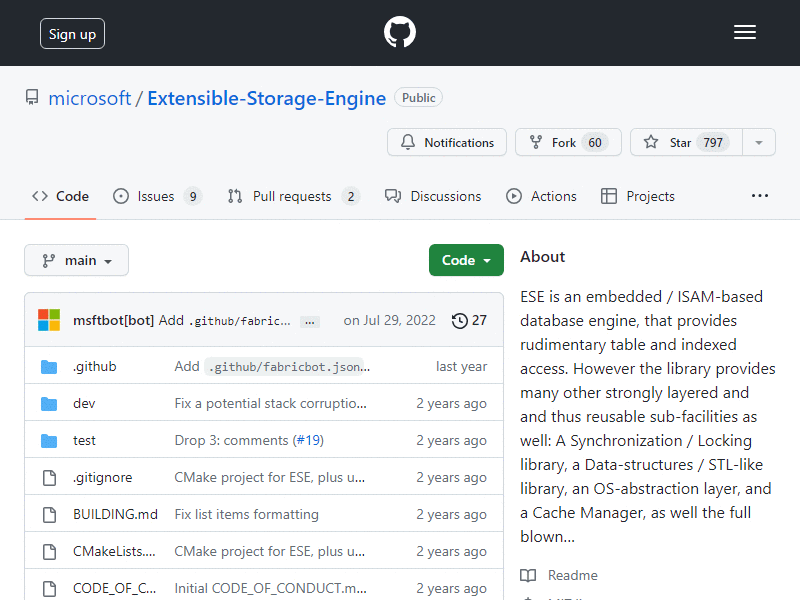 Sign up
microsoft / Extensible-Storage-Engine Public
Notifications Fork 60 Star 797
Code Issues 9 Pull requests 2 Discussions Actions Projects ...
main Code
msftbot[bot] Add .github/fabric... ... on Jul 29, 2022 27
.github Add .github/fabricbot.json... last year
dev Fix a potential stack corruptio... 2 years ago
test Drop 3: comments (#19) 2 years ago
.gitignore CMake project for ESE, plus u... 2 years ago
BUILDING.md Fix list items formatting 2 years ago
CMakeLists.... CMake project for ESE, plus u... 2 years ago
CODE_OF_C... Initial CODE_OF_CONDUCT.m... 2 years ago
About
ESE is an embedded / ISAM-based
database engine, that provides
rudimentary table and indexed
access. However the library provides
many other strongly layered and
and thus reusable sub-facilities as
well: A Synchronization / Locking
library, a Data-structures / STL-like
library, an OS-abstraction layer, and
a Cache Manager, as well the full
blown...
Readme